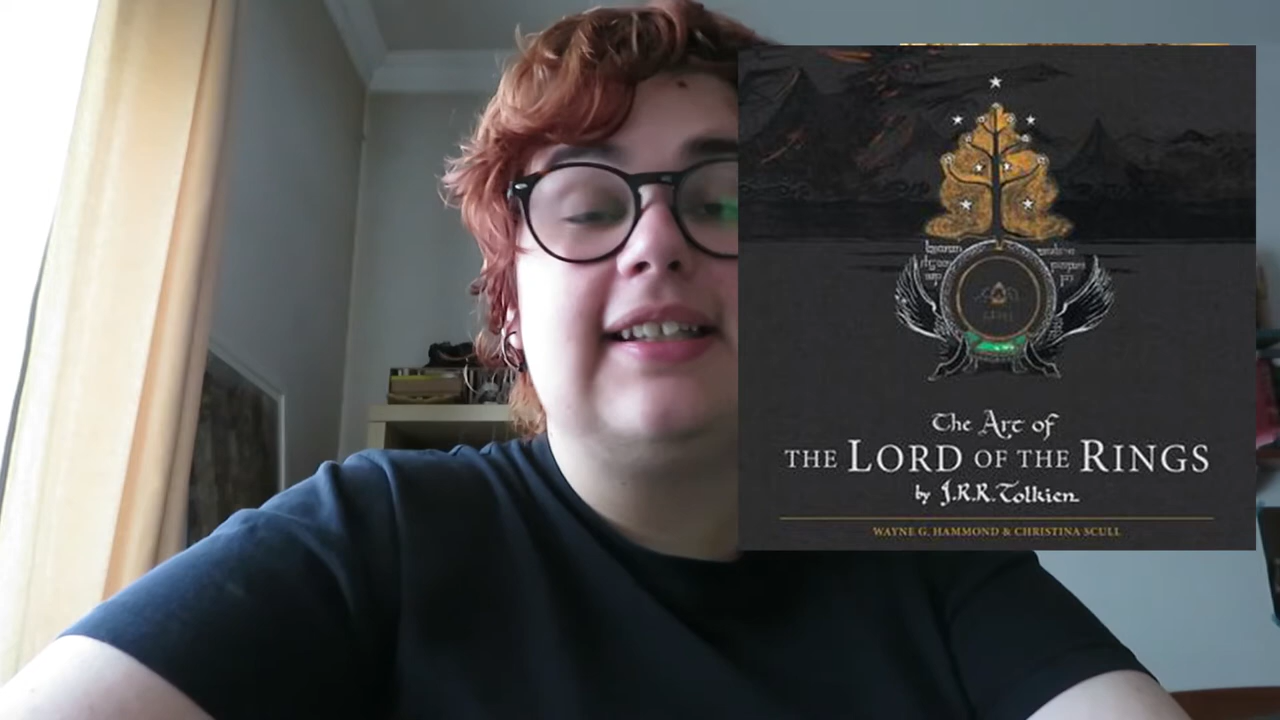 The Art of
THE LORD OF THE RINGS
by J.R.R. Tolkien
WAYNE G. HAMMOND & CHRISTINA SCULL